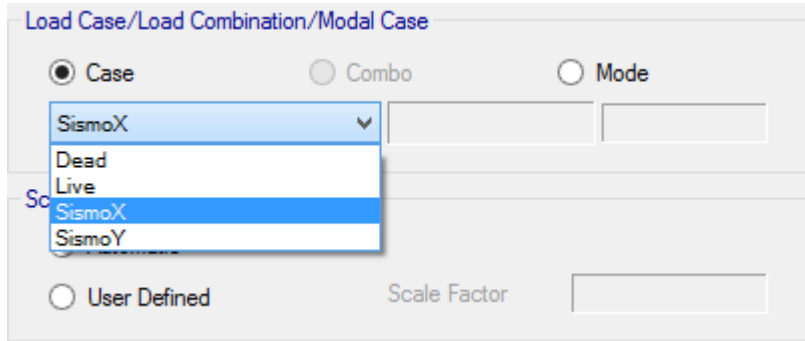 Load Case/Load Combination/Modal Case
Case Combo Mode
SismoX
Dead
Live
SismoX
SismoY
User Defined Scale Factor